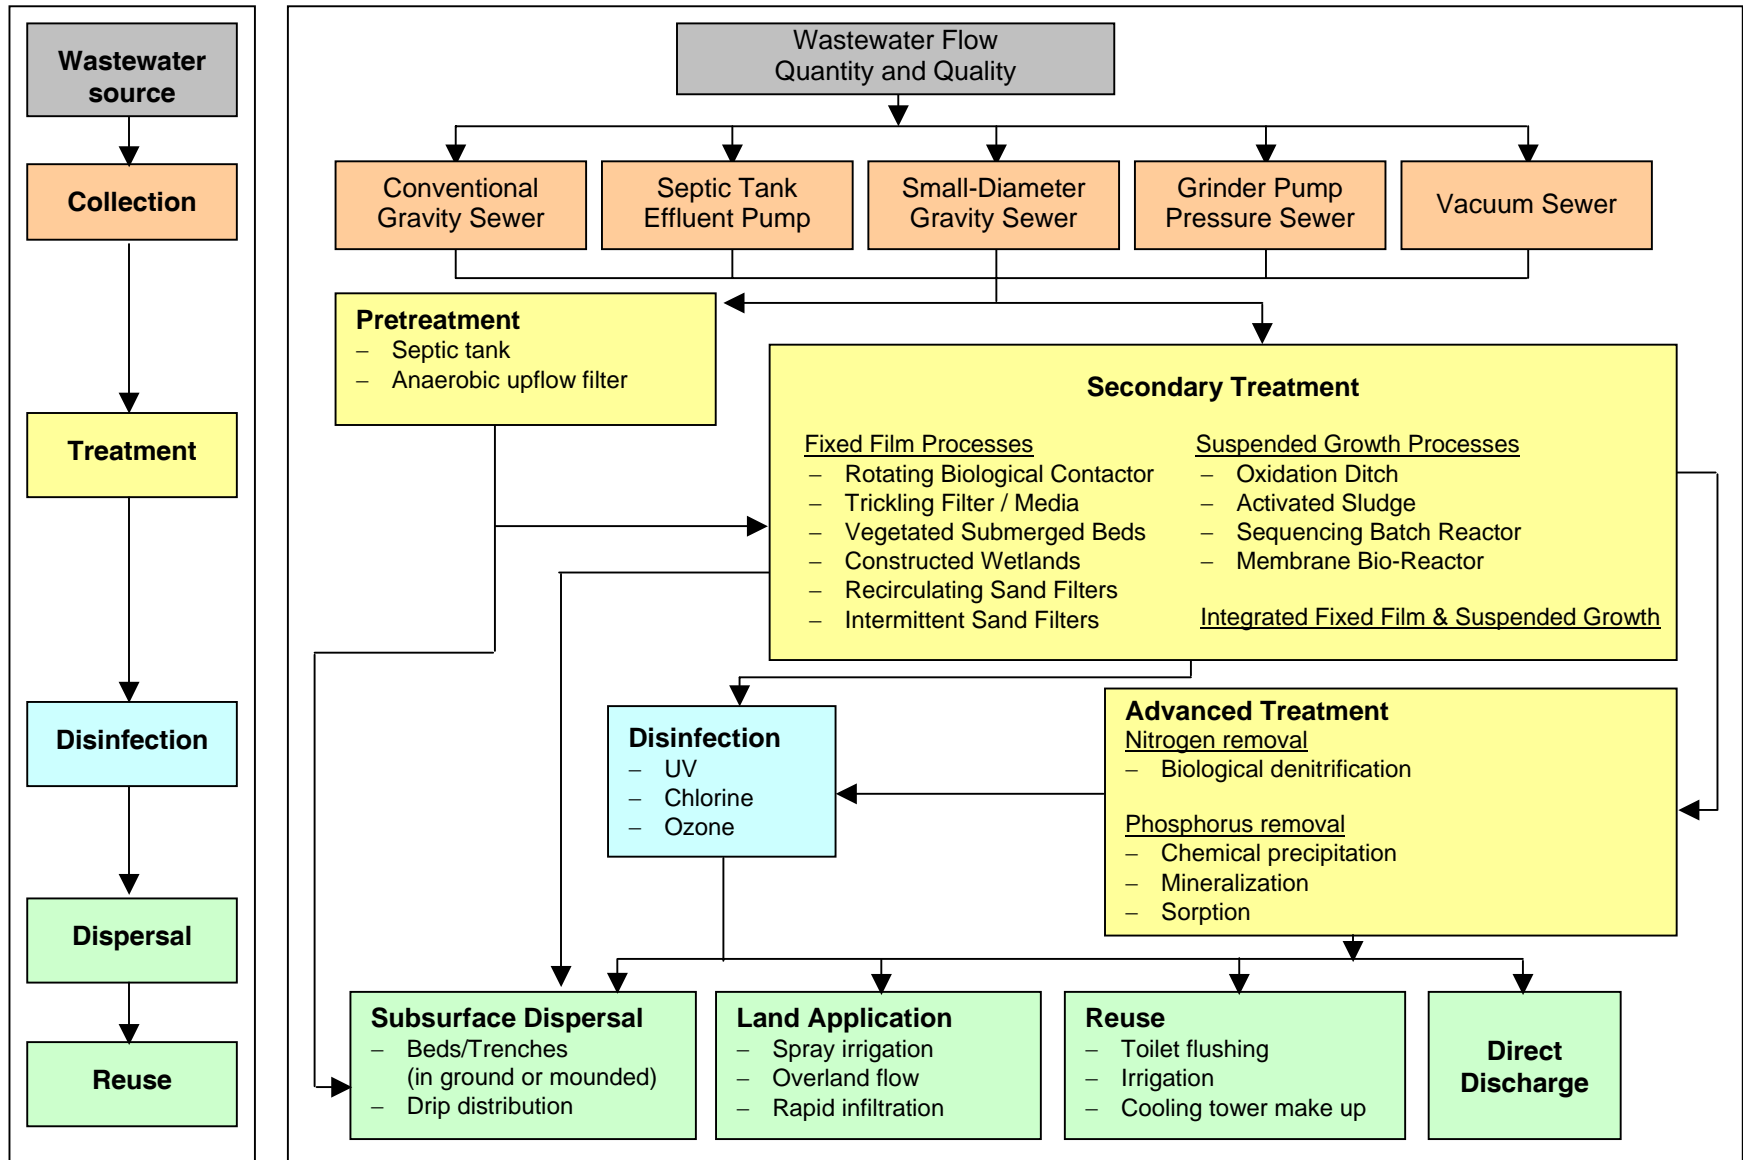 Wastewater
source
Collection
Treatment
Disinfection
Dispersal
Reuse
Wastewater Flow
Quantity and Quality
Conventional
Gravity Sewer
Septic Tank
Effluent Pump
Small-Diameter
Gravity Sewer
Grinder Pump
Pressure Sewer
Vacuum Sewer
Pretreatment
– Septic tank
– Anaerobic upflow filter
Secondary Treatment
Fixed Film Processes
– Rotating Biological Contactor
– Trickling Filter / Media
– Vegetated Submerged Beds
– Constructed Wetlands
– Recirculating Sand Filters
– Intermittent Sand Filters
Suspended Growth Processes
– Oxidation Ditch
– Activated Sludge
– Sequencing Batch Reactor
– Membrane Bio-Reactor
Integrated Fixed Film & Suspended Growth
Disinfection
– UV
– Chlorine
– Ozone
Advanced Treatment
Nitrogen removal
– Biological denitrification
Phosphorus removal
– Chemical precipitation
– Mineralization
– Sorption
Subsurface Dispersal
– Beds/Trenches
(in ground or mounded)
– Drip distribution
Land Application
– Spray irrigation
– Overland flow
– Rapid infiltration
Reuse
– Toilet flushing
– Irrigation
– Cooling tower make up
Direct
Discharge